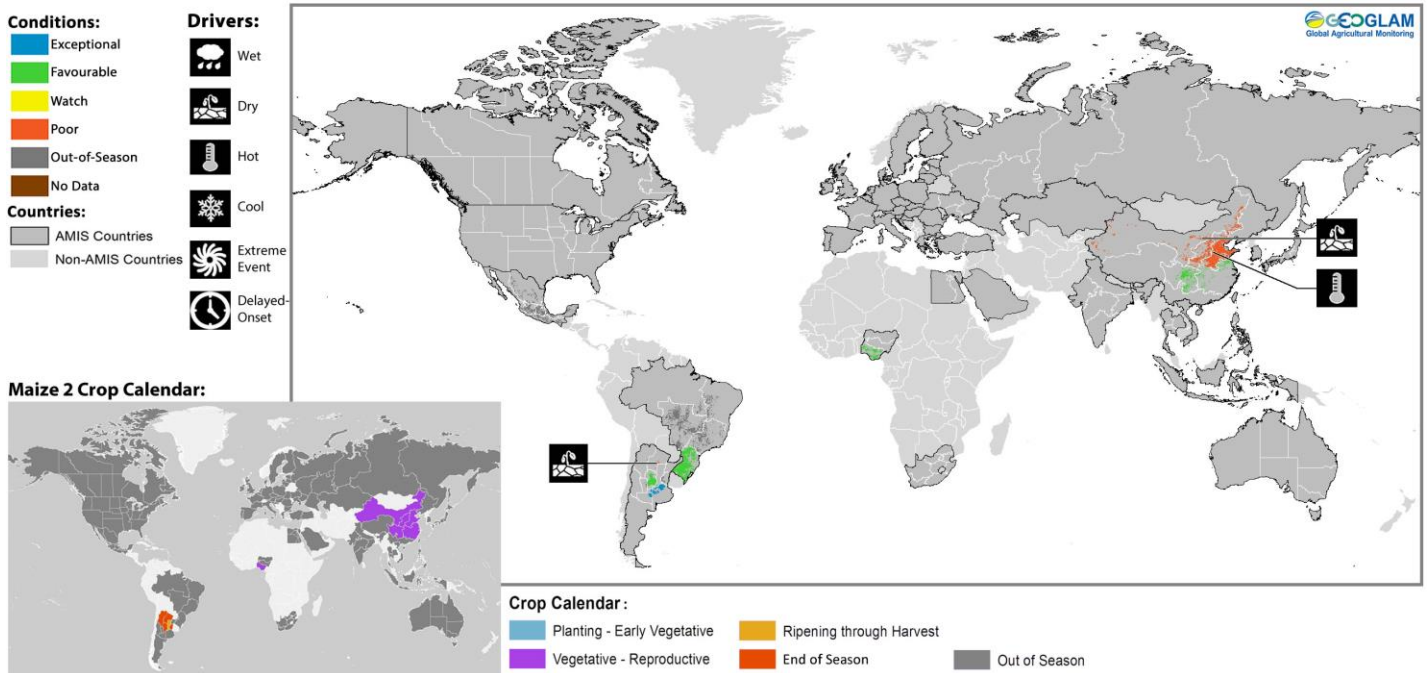 Conditions:
Exceptional
Favourable
Watch
Poor
Out-of-Season
No Data
Countries:
AMIS Countries
Non-AMIS Countries
Drivers:
Wet
Dry
Hot
Cool
Extreme
Event
Delayed-
Onset
GEOGLAM
Global Agricultural Monitoring
Maize 2 Crop Calendar:
Crop Calendar :
Planting - Early Vegetative
Vegetative - Reproductive
Ripening through Harvest
End of Season
Out of Season